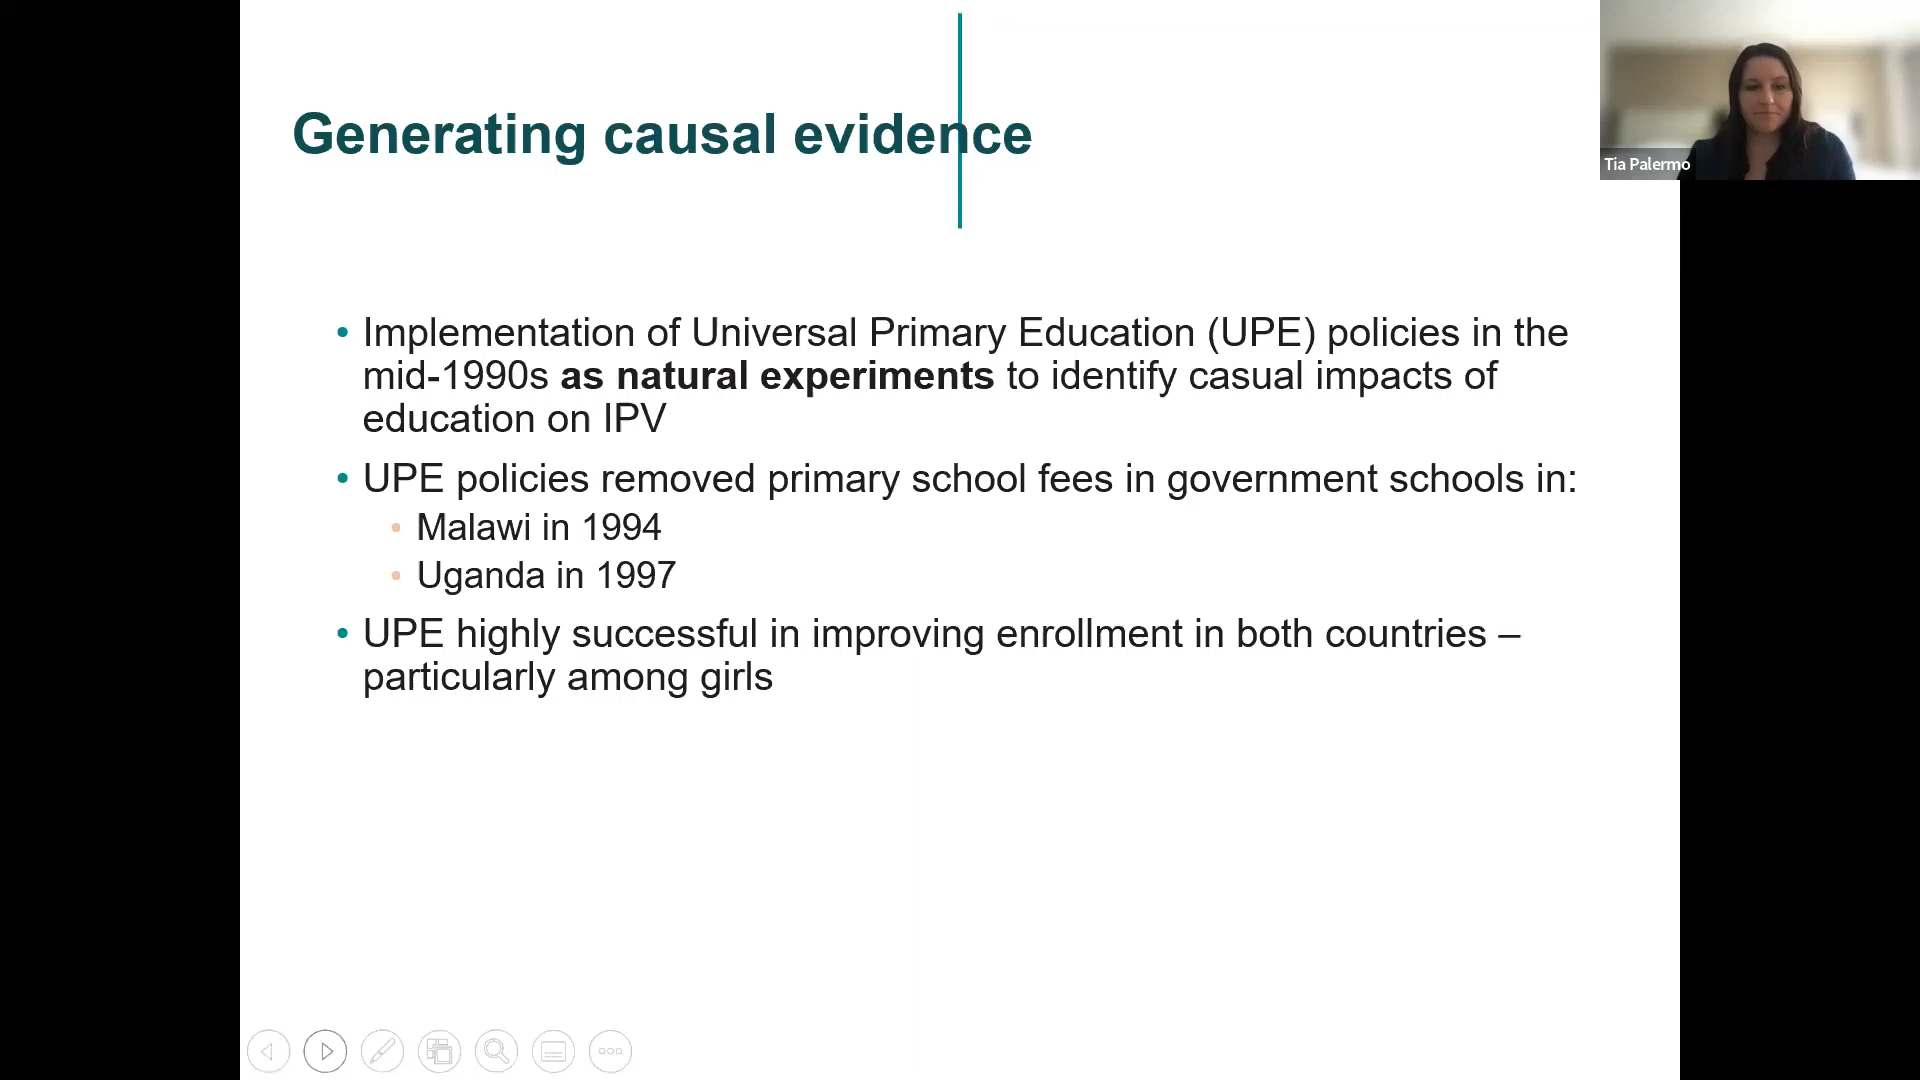 Generating causal evidence
Tia Palermo
• Implementation of Universal Primary Education (UPE) policies in the
mid-1990s as natural experiments to identify casual impacts of
education on IPV
• UPE policies removed primary school fees in government schools in:
• Malawi in 1994
• Uganda in 1997
• UPE highly successful in improving enrollment in both countries –
particularly among girls